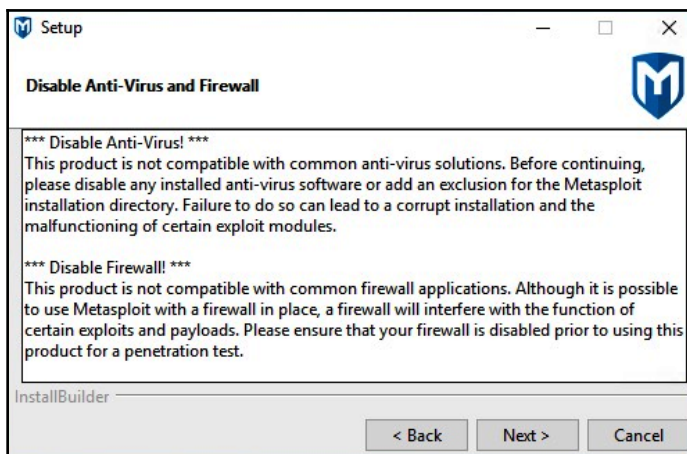 Setup
Disable Anti-Virus and Firewall
*** Disable Anti-Virus! ***
This product is not compatible with common anti-virus solutions. Before continuing,
please disable any installed anti-virus software or add an exclusion for the Metasploit
installation directory. Failure to do so can lead to a corrupt installation and the
malfunctioning of certain exploit modules.
*** Disable Firewall! ***
This product is not compatible with common firewall applications. Although it is possible
to use Metasploit with a firewall in place, a firewall will interfere with the function of
certain exploits and payloads. Please ensure that your firewall is disabled prior to using this
product for a penetration test.
InstallBuilder
< Back Next > Cancel